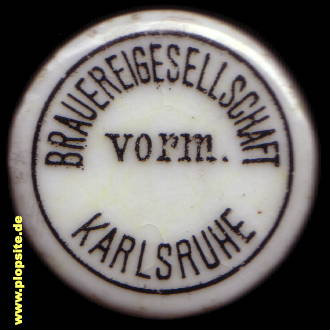 BRAUEREIGESELLSCHAFT
vorm.
KARLSRUHE
www.plopsite.de